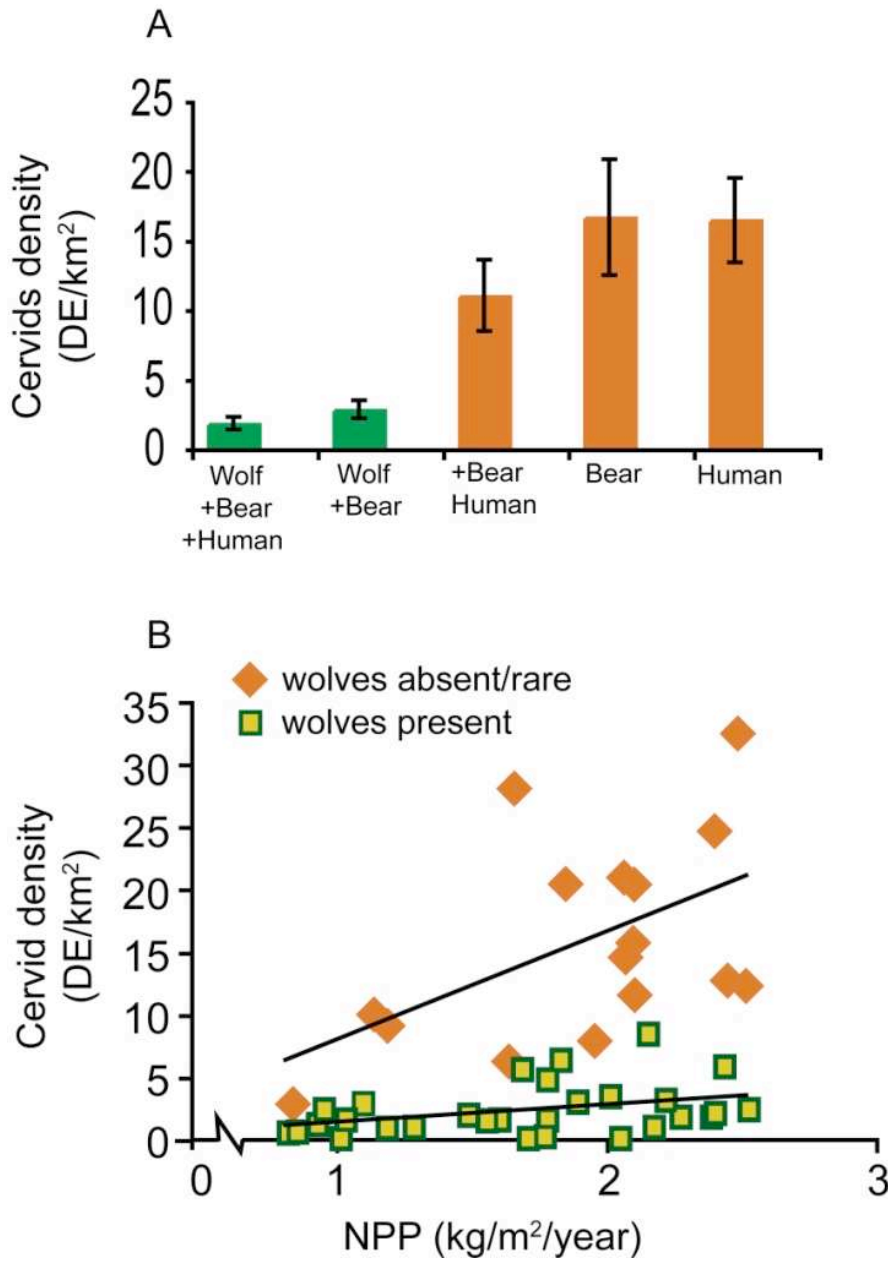 A
Cervids density
(DE/km²)
25
20
15
10
5
0
Wolf
+Bear
+Human
Wolf
+Bear
+Bear
Human
Bear
Human
B
wolves absent/rare
wolves present
Cervid density
(DE/km²)
35
30
25
20
15
10
5
0
0
1
2
3
NPP (kg/m²/year)